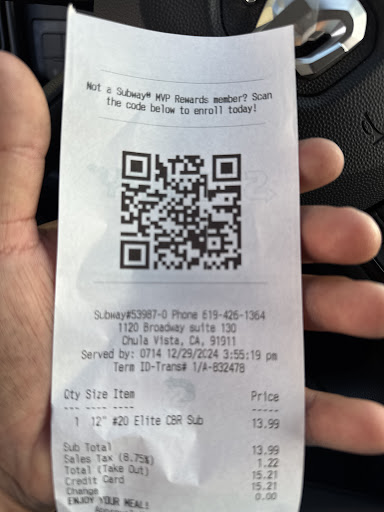 Not a Subway® MVP Rewards member? Scan
the code below to enroll today!
Subway#53987-0 Phone 619-426-1364
1120 Broadway suite 130
Chula Vista, CA, 91911
Served by: 0714 12/29/2024 3:55:19 pm
Term ID-Trans# 1/A-832478
Qty Size Item Price
--- ---- ---- -----
1 12" #20 Elite CBR Sub 13.99
Sub Total 13.99
Sales Tax (8.75%) 1.22
Total (Take Out) 15.21
Credit Card 15.21
Change 0.00
ENJOY YOUR MEAL!